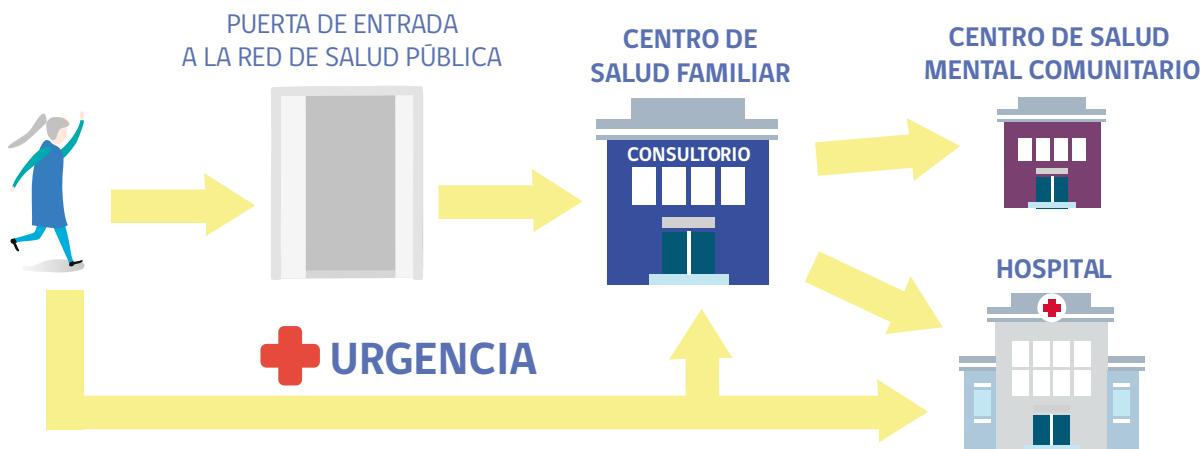 PUERTA DE ENTRADA
A LA RED DE SALUD PÚBLICA
CENTRO DE
SALUD FAMILIAR
CONSULTORIO
CENTRO DE SALUD
MENTAL COMUNITARIO
HOSPITAL
URGENCIA